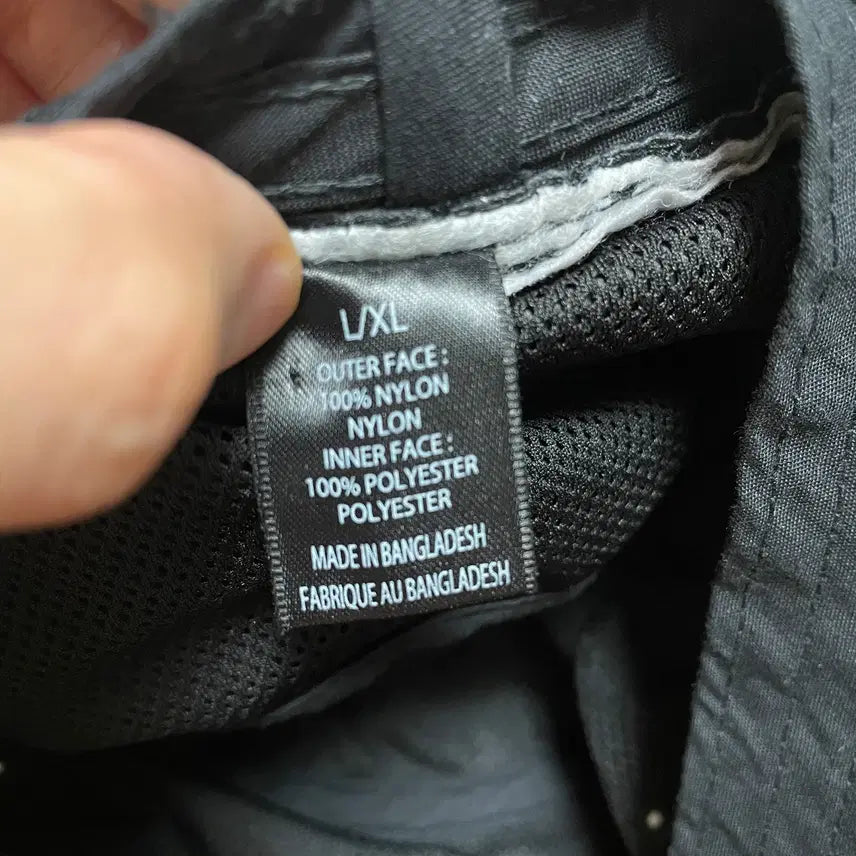 L/XL
OUTER FACE :
100% NYLON
NYLON
INNER FACE :
100% POLYESTER
POLYESTER
MADE IN BANGLADESH
FABRIQUE AU BANGLADESH